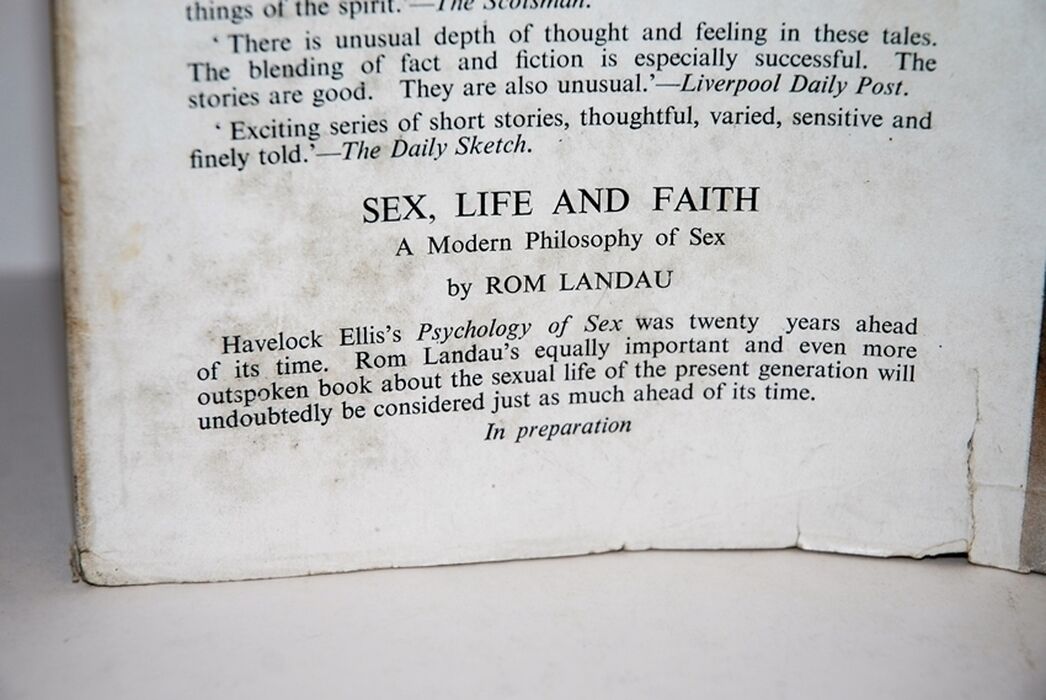 things of the spirit.'—The Scotsman.
' There is unusual depth of thought and feeling in these tales.
The blending of fact and fiction is especially successful. The
stories are good. They are also unusual.'—Liverpool Daily Post.
' Exciting series of short stories, thoughtful, varied, sensitive and
finely told.'—The Daily Sketch.
SEX, LIFE AND FAITH
A Modern Philosophy of Sex
by ROM LANDAU
Havelock Ellis's Psychology of Sex was twenty years ahead
of its time. Rom Landau's equally important and even more
outspoken book about the sexual life of the present generation will
undoubtedly be considered just as much ahead of its time.
In preparation